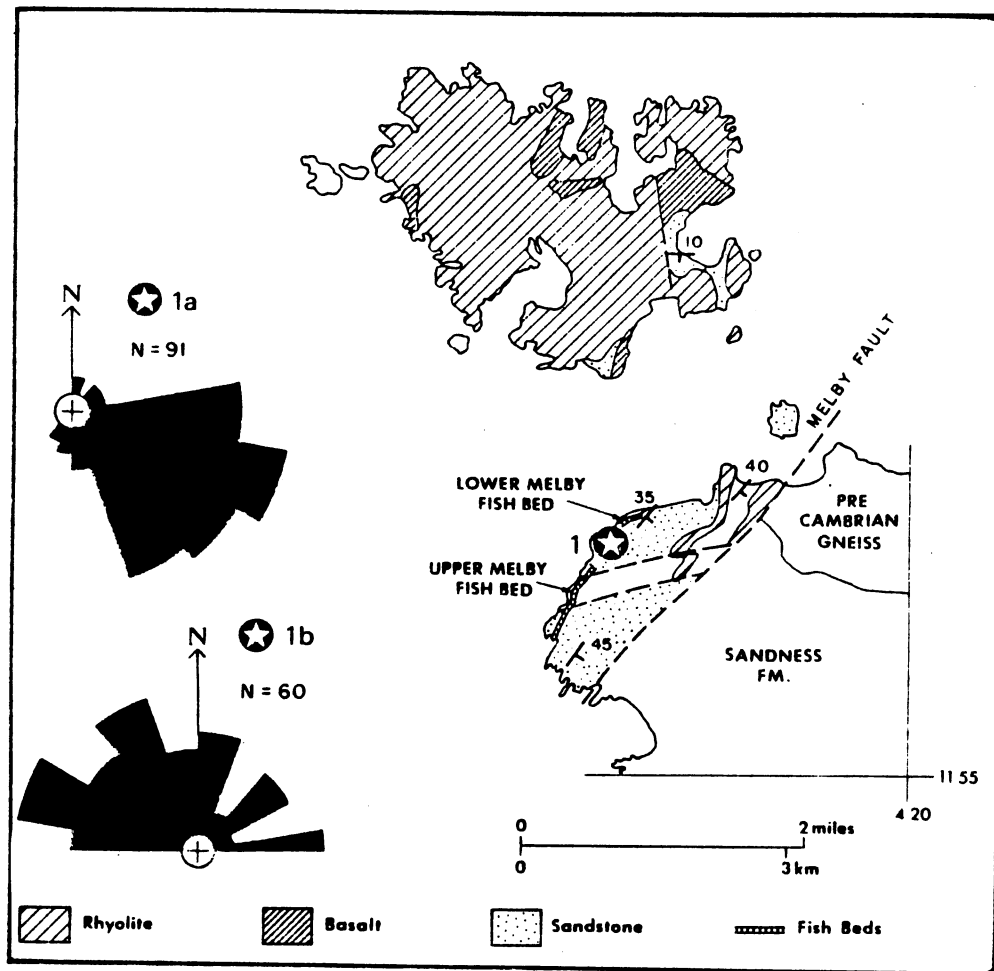 10
MELBY FAULT
N
1a
N = 91
40
LOWER MELBY
FISH BED
35
PRE
CAMBRIAN
GNEISS
1
UPPER MELBY
FISH BED
N
1b
N = 60
45
SANDNESS
FM.
11 55
4 20
0
2 miles
0
3 km
Rhyolite
Basalt
Sandstone
Fish Beds